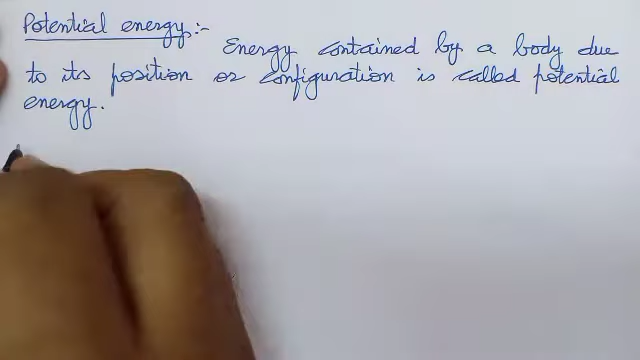 Potential energy:-
Energy contained by a body due
to its position or configuration is called potential
energy.